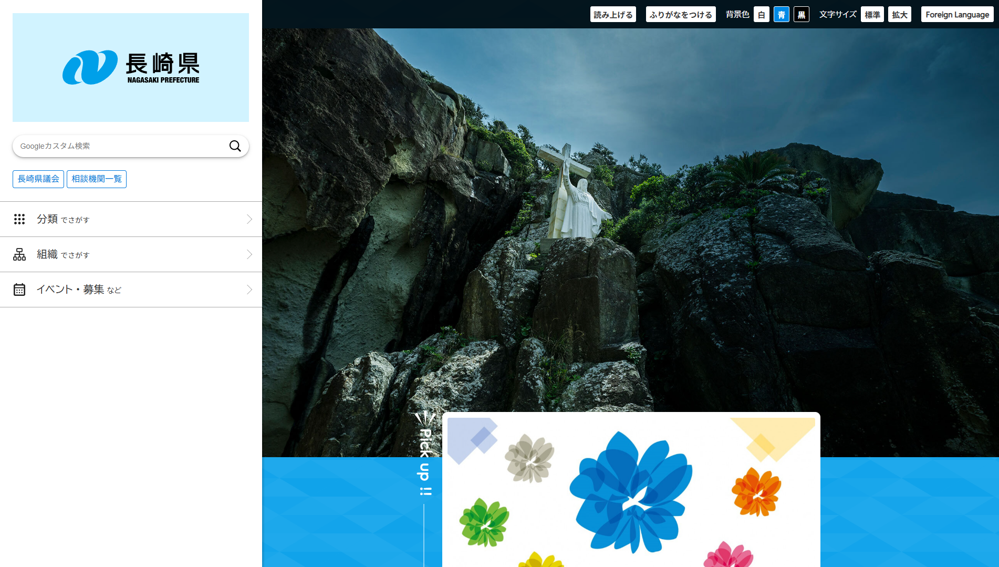 長崎県
NAGASAKI PREFECTURE
Googleカスタム検索
長崎県議会 相談機関一覧
分類 でさがす
組織 でさがす
イベント・募集 など
読み上げる ふりがなをつける 背景色 白 青 黒 文字サイズ 標準 拡大 Foreign Language
Pick up !!